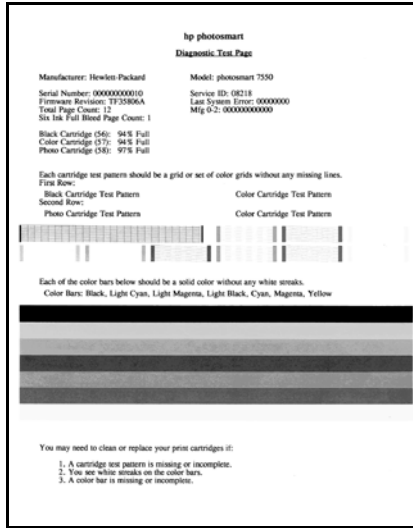 hp photosmart
Diagnostic Test Page
Manufacturer: Hewlett-Packard Model: photosmart 7550
Serial Number: 000000000010 Service ID: 08218
Firmware Revision: TF35806A Last System Error: 00000000
Total Page Count: 12 Mfg 0-2: 000000000000
Six Ink Full Bleed Page Count: 1
Black Cartridge (56): 94% Full
Color Cartridge (57): 94% Full
Photo Cartridge (58): 97% Full
Each cartridge test pattern should be a grid or set of color grids without any missing lines.
First Row:
Black Cartridge Test Pattern Color Cartridge Test Pattern
Second Row:
Photo Cartridge Test Pattern Color Cartridge Test Pattern
Each of the color bars below should be a solid color without any white streaks.
Color Bars: Black, Light Cyan, Light Magenta, Light Black, Cyan, Magenta, Yellow
You may need to clean or replace your print cartridges if:
1. A cartridge test pattern is missing or incomplete.
2. You see white streaks on the color bars.
3. A color bar is missing or incomplete.